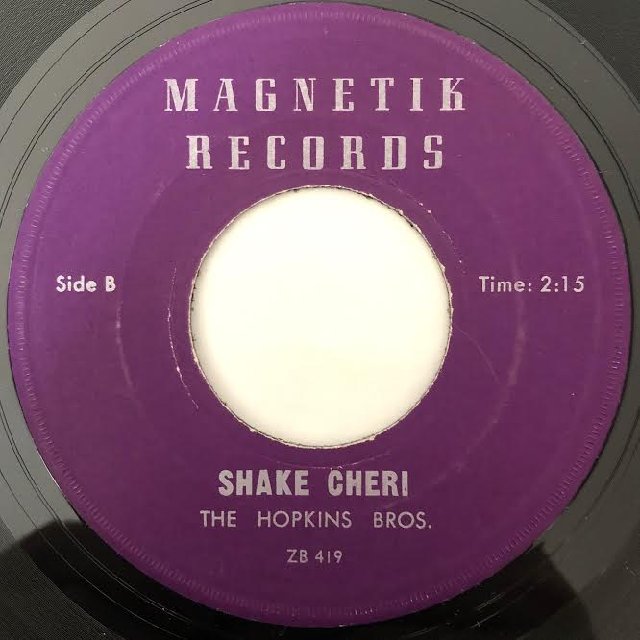 MAGNETIK
RECORDS
Side B
Time: 2:15
SHAKE CHERI
THE HOPKINS BROS.
ZB 419